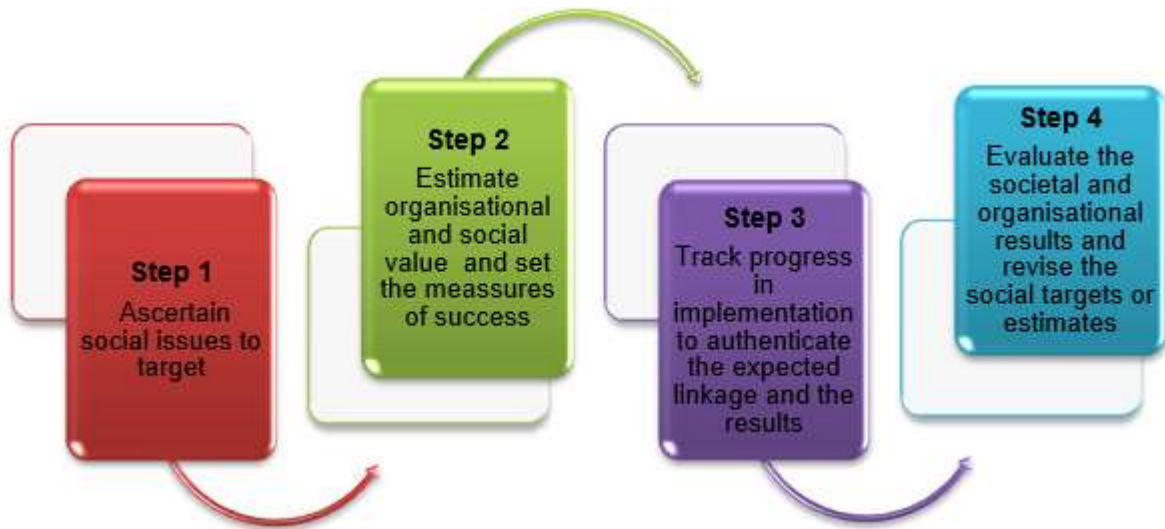 Step 1
Ascertain
social issues to
target
Step 2
Estimate
organisational
and social
value and set
the meassures
of success
Step 3
Track progress
in
implementation
to authenticate
the expected
linkage and the
results
Step 4
Evaluate the
societal and
organisational
results and
revise the
social targets or
estimates